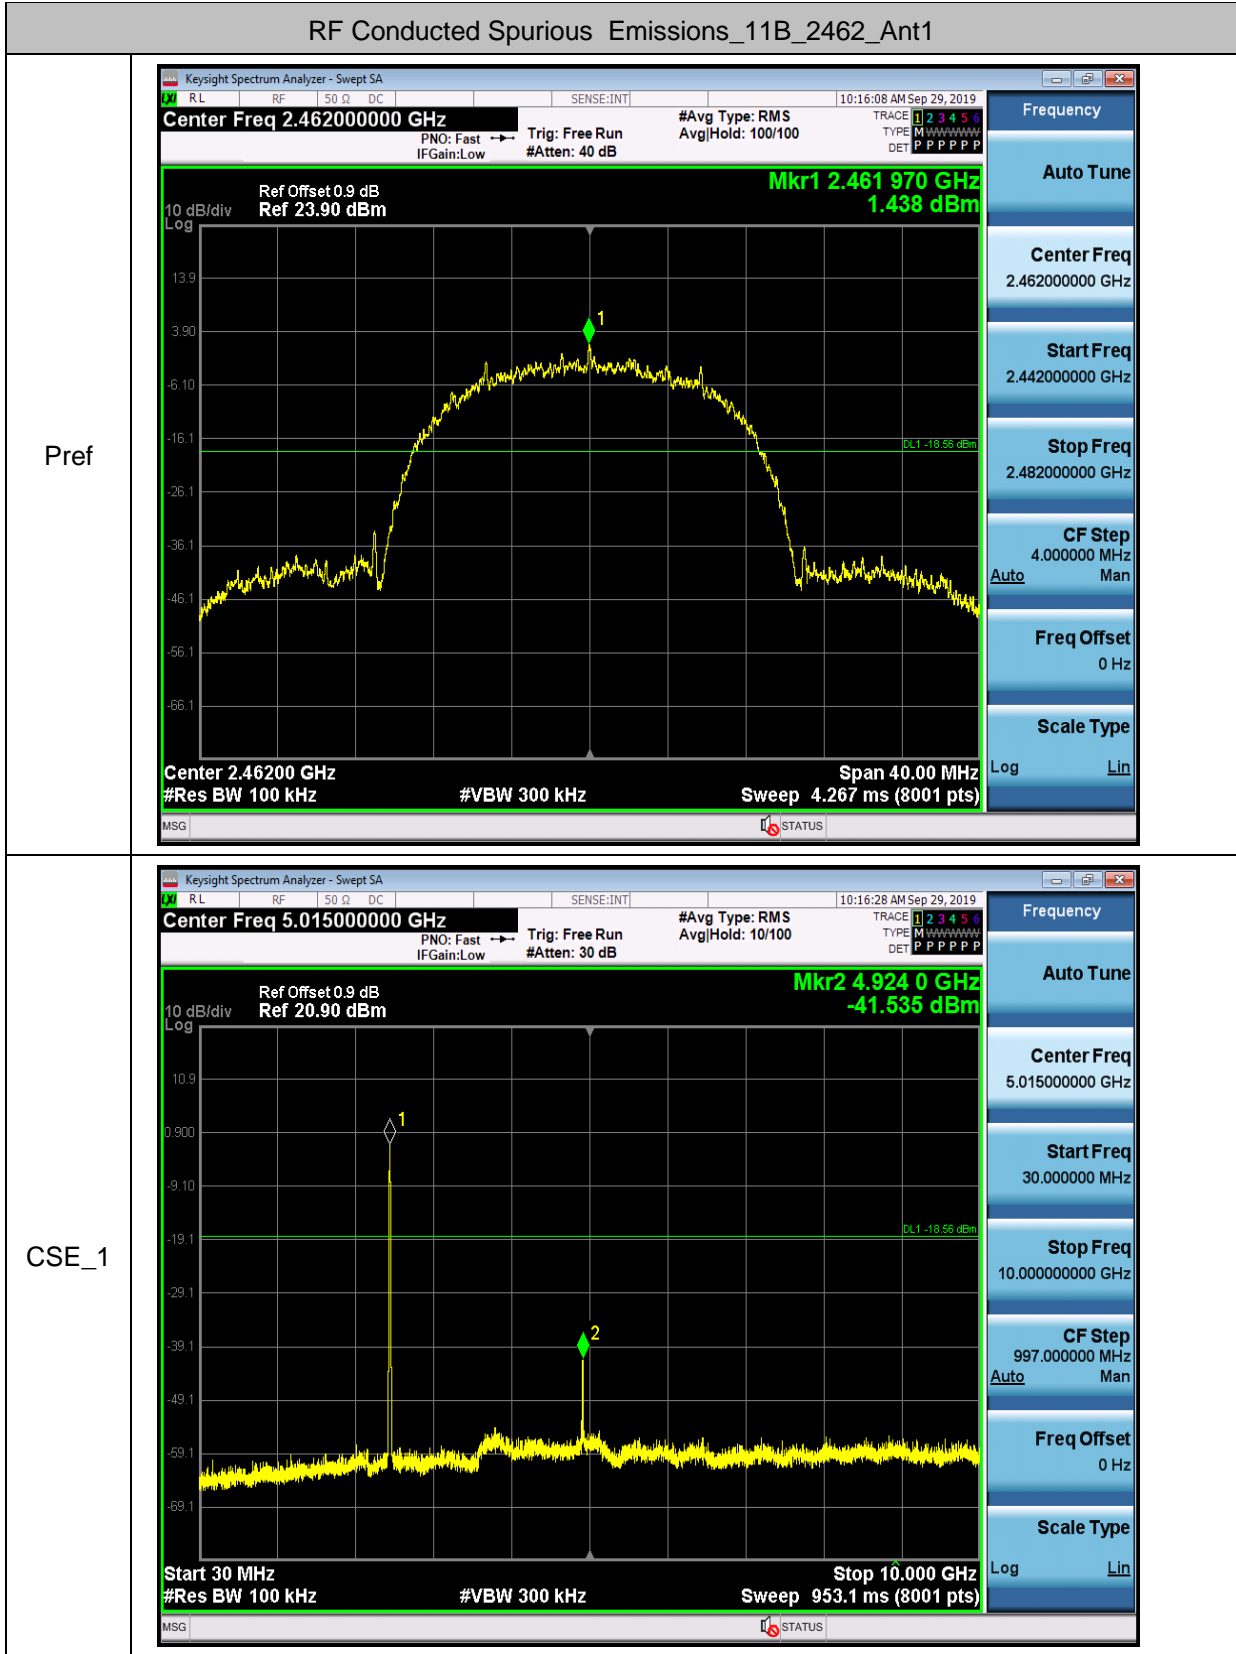 RF Conducted Spurious Emissions_11B_2462_Ant1
Pref
Keysight Spectrum Analyzer - Swept SA
LXI RL RF 50 Ω DC SENSE:INT 10:16:08 AM Sep 29, 2019
Center Freq 2.462000000 GHz
PNO: Fast
IFGain:Low
Trig: Free Run
#Atten: 40 dB
#Avg Type: RMS
Avg|Hold: 100/100
TRACE 1 2 3 4 5 6
TYPE M WWWWW
DET P P P P P P
Mkr1 2.461 970 GHz
1.438 dBm
Ref Offset 0.9 dB
10 dB/div Ref 23.90 dBm
Log
1
13.9
3.90
-6.10
-16.1
DL1 -18.56 dBm
-26.1
-36.1
-46.1
-56.1
-66.1
Center 2.46200 GHz Span 40.00 MHz
#Res BW 100 kHz #VBW 300 kHz Sweep 4.267 ms (8001 pts)
MSG STATUS
Frequency
Auto Tune
Center Freq
2.462000000 GHz
Start Freq
2.442000000 GHz
Stop Freq
2.482000000 GHz
CF Step
4.000000 MHz
Auto Man
Freq Offset
0 Hz
Scale Type
Log Lin
CSE_1
Keysight Spectrum Analyzer - Swept SA
LXI RL RF 50 Ω DC SENSE:INT 10:16:28 AM Sep 29, 2019
Center Freq 5.015000000 GHz
PNO: Fast
IFGain:Low
Trig: Free Run
#Atten: 30 dB
#Avg Type: RMS
Avg|Hold: 10/100
TRACE 1 2 3 4 5 6
TYPE M WWWWW
DET P P P P P P
Mkr2 4.924 0 GHz
-41.535 dBm
Ref Offset 0.9 dB
10 dB/div Ref 20.90 dBm
Log
10.9
1
0.900
-9.10
DL1 -18.56 dBm
-19.1
-29.1
2
-39.1
-49.1
-59.1
-69.1
Start 30 MHz Stop 10.000 GHz
#Res BW 100 kHz #VBW 300 kHz Sweep 953.1 ms (8001 pts)
MSG STATUS
Frequency
Auto Tune
Center Freq
5.015000000 GHz
Start Freq
30.000000 MHz
Stop Freq
10.000000000 GHz
CF Step
997.000000 MHz
Auto Man
Freq Offset
0 Hz
Scale Type
Log Lin